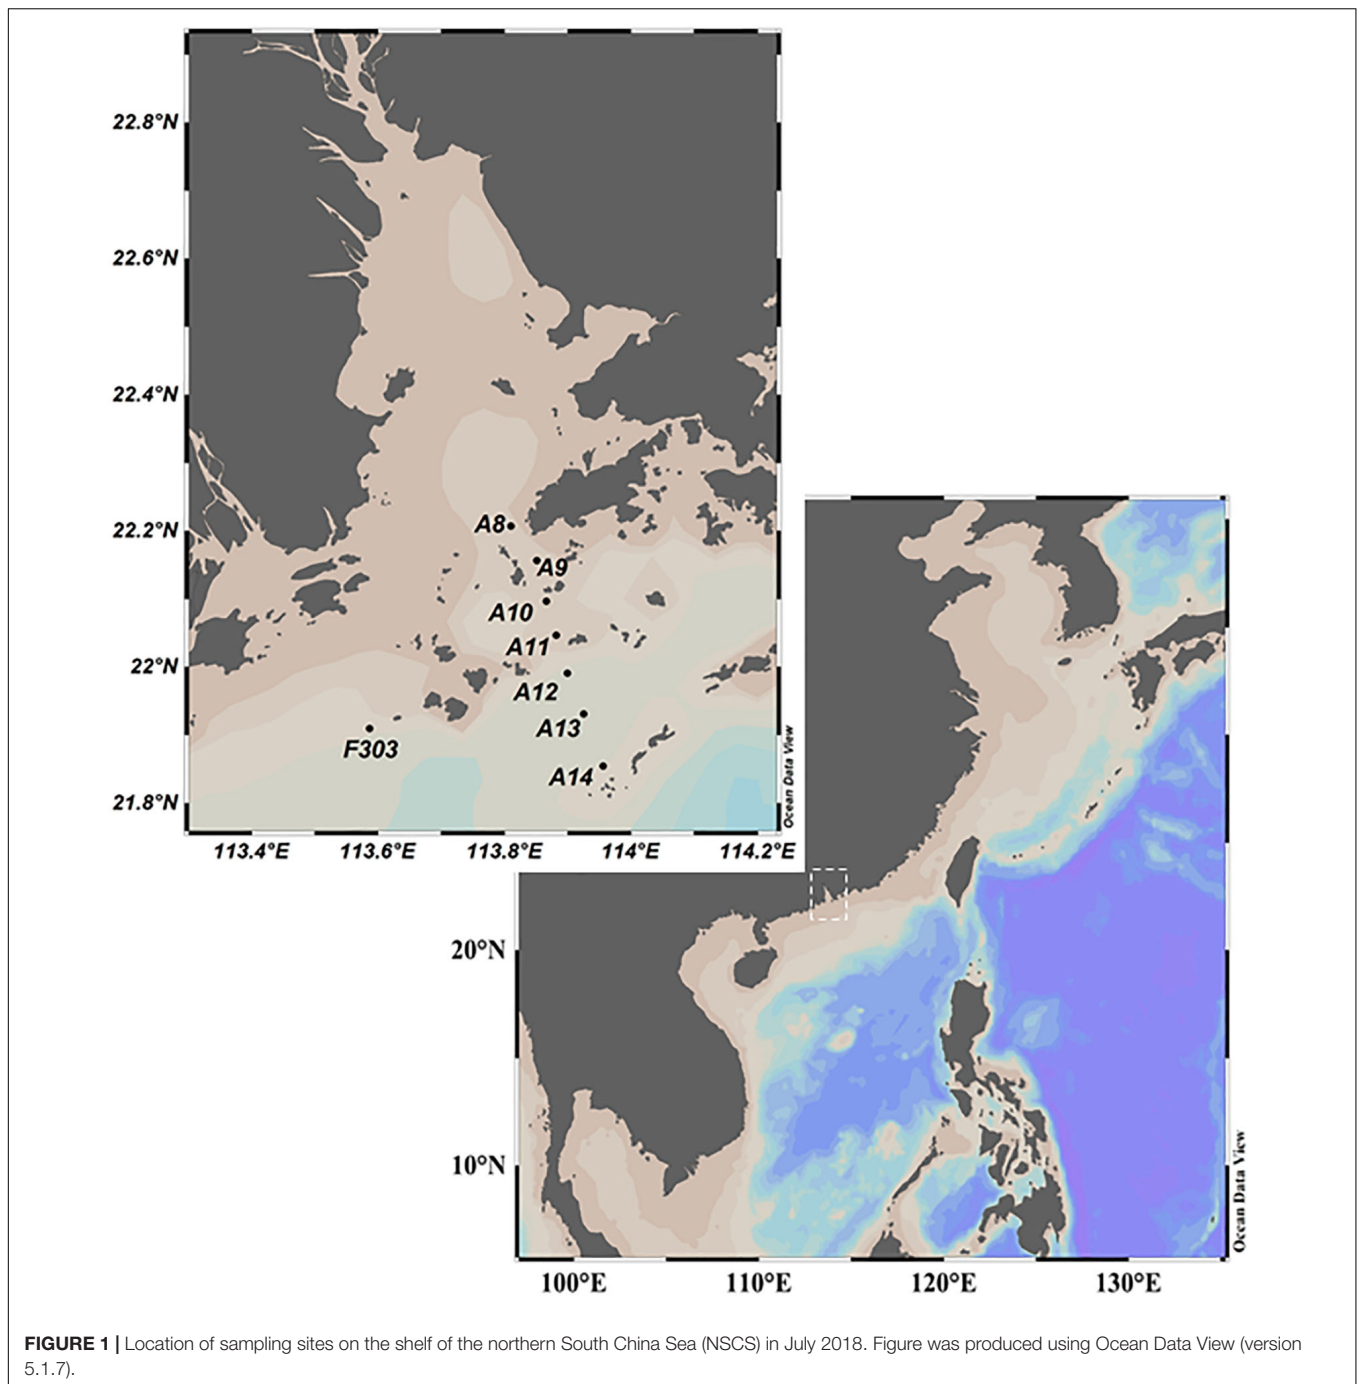 22.8°N
22.6°N
22.4°N
22.2°N
22°N
21.8°N
A8
A9
A10
A11
A12
A13
A14
F303
Ocean Data View
113.4°E 113.6°E 113.8°E 114°E 114.2°E
20°N
10°N
Ocean Data View
100°E 110°E 120°E 130°E
FIGURE 1 | Location of sampling sites on the shelf of the northern South China Sea (NSCS) in July 2018. Figure was produced using Ocean Data View (version
5.1.7).